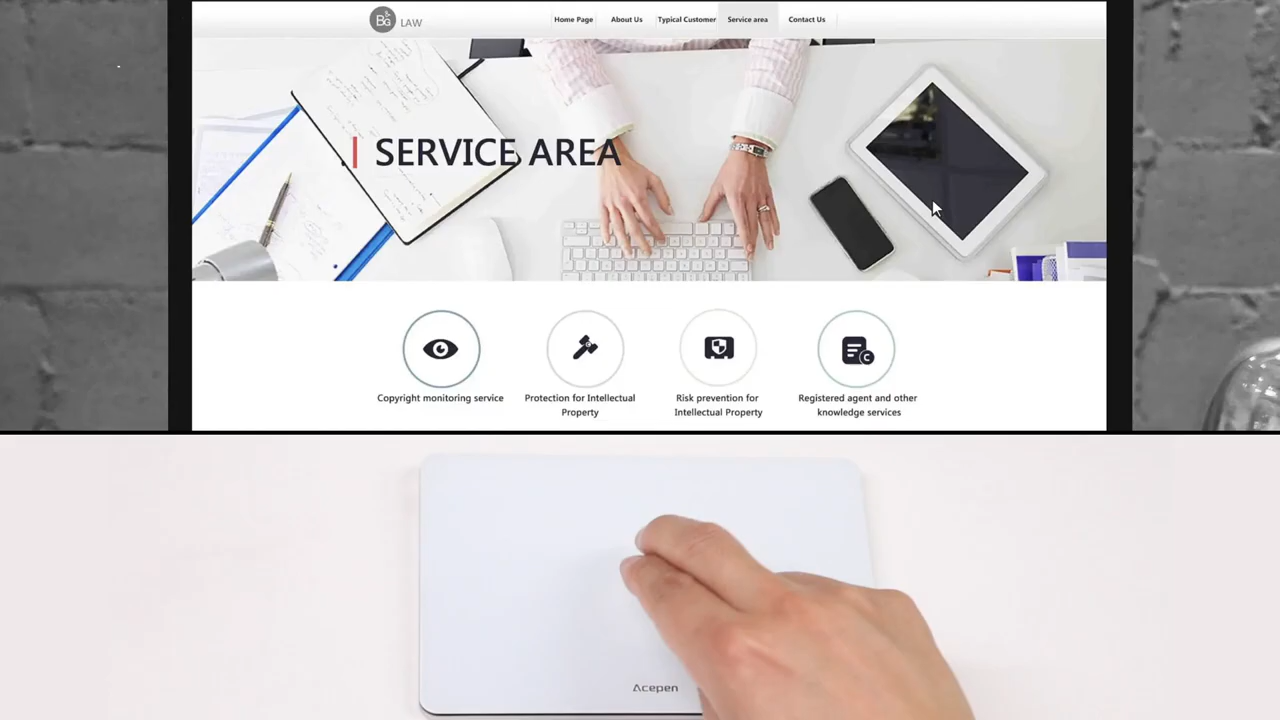 B&G LAW
Home Page About Us Typical Customer Service area Contact Us
SERVICE AREA
Copyright monitoring service
Protection for Intellectual
Property
Risk prevention for
Intellectual Property
Registered agent and other
knowledge services
Acepen